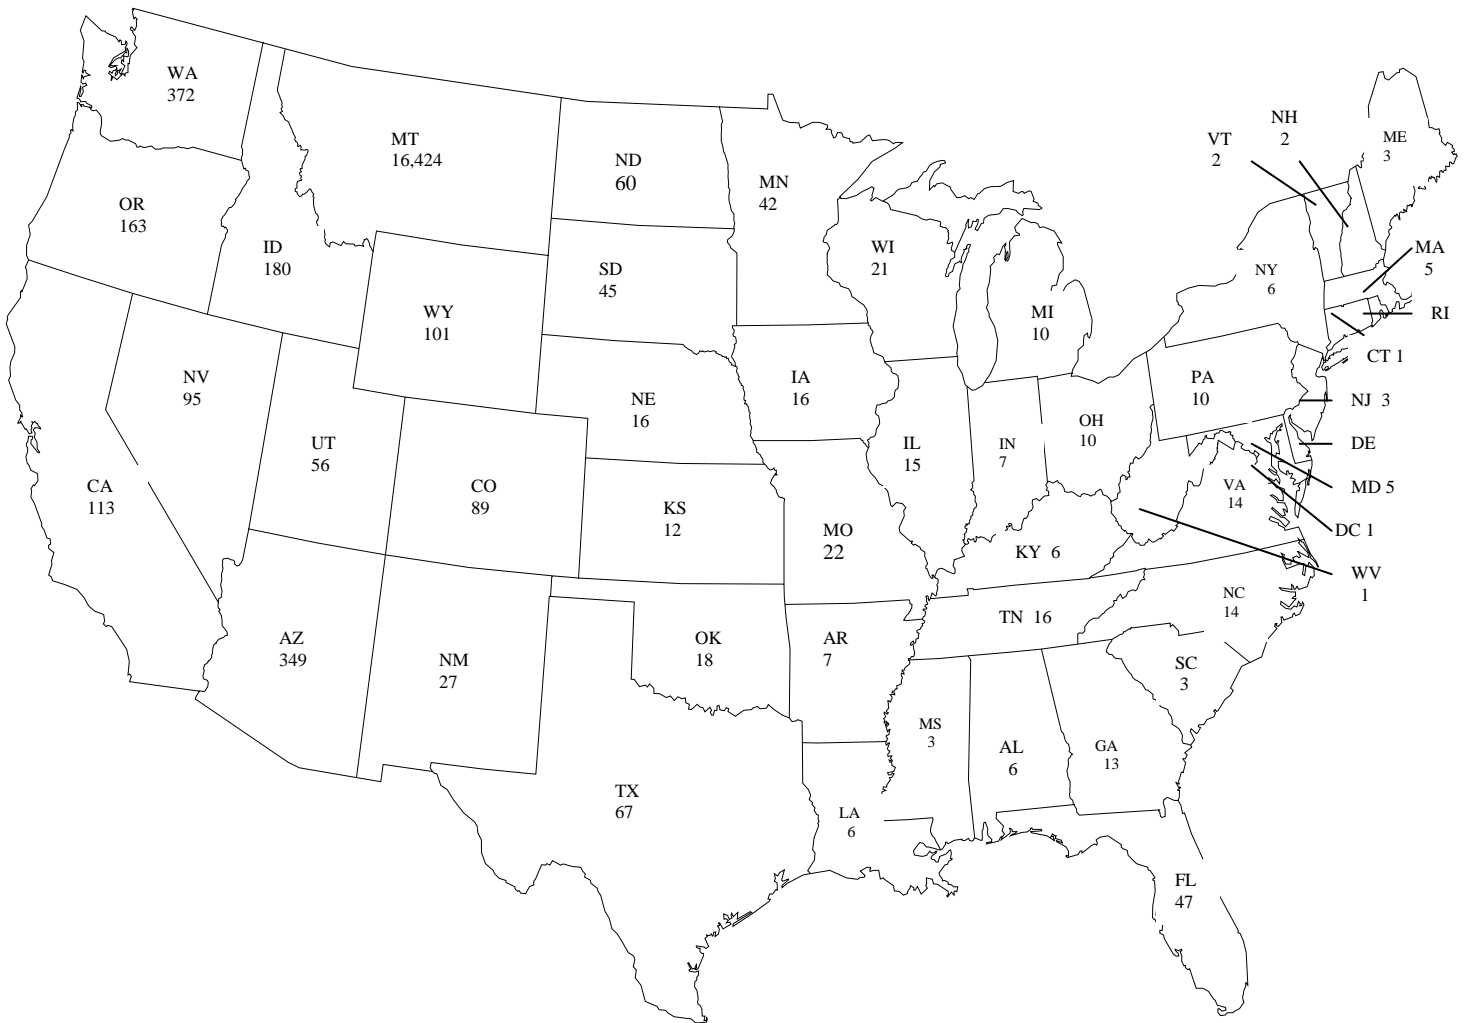 WA
372
MT
16,424
ND
60
MN
42
VT
2
NH
2
ME
3
OR
163
ID
180
WY
101
SD
45
WI
21
MI
10
NY
6
MA
5
RI
CT 1
NJ 3
DE
MD 5
DC 1
WV
1
NV
95
UT
56
CO
89
NE
16
IA
16
IL
15
IN
7
OH
10
PA
10
VA
14
CA
113
KS
12
MO
22
KY 6
NC
14
AZ
349
NM
27
OK
18
AR
7
TN 16
SC
3
MS
3
AL
6
GA
13
TX
67
LA
6
FL
47